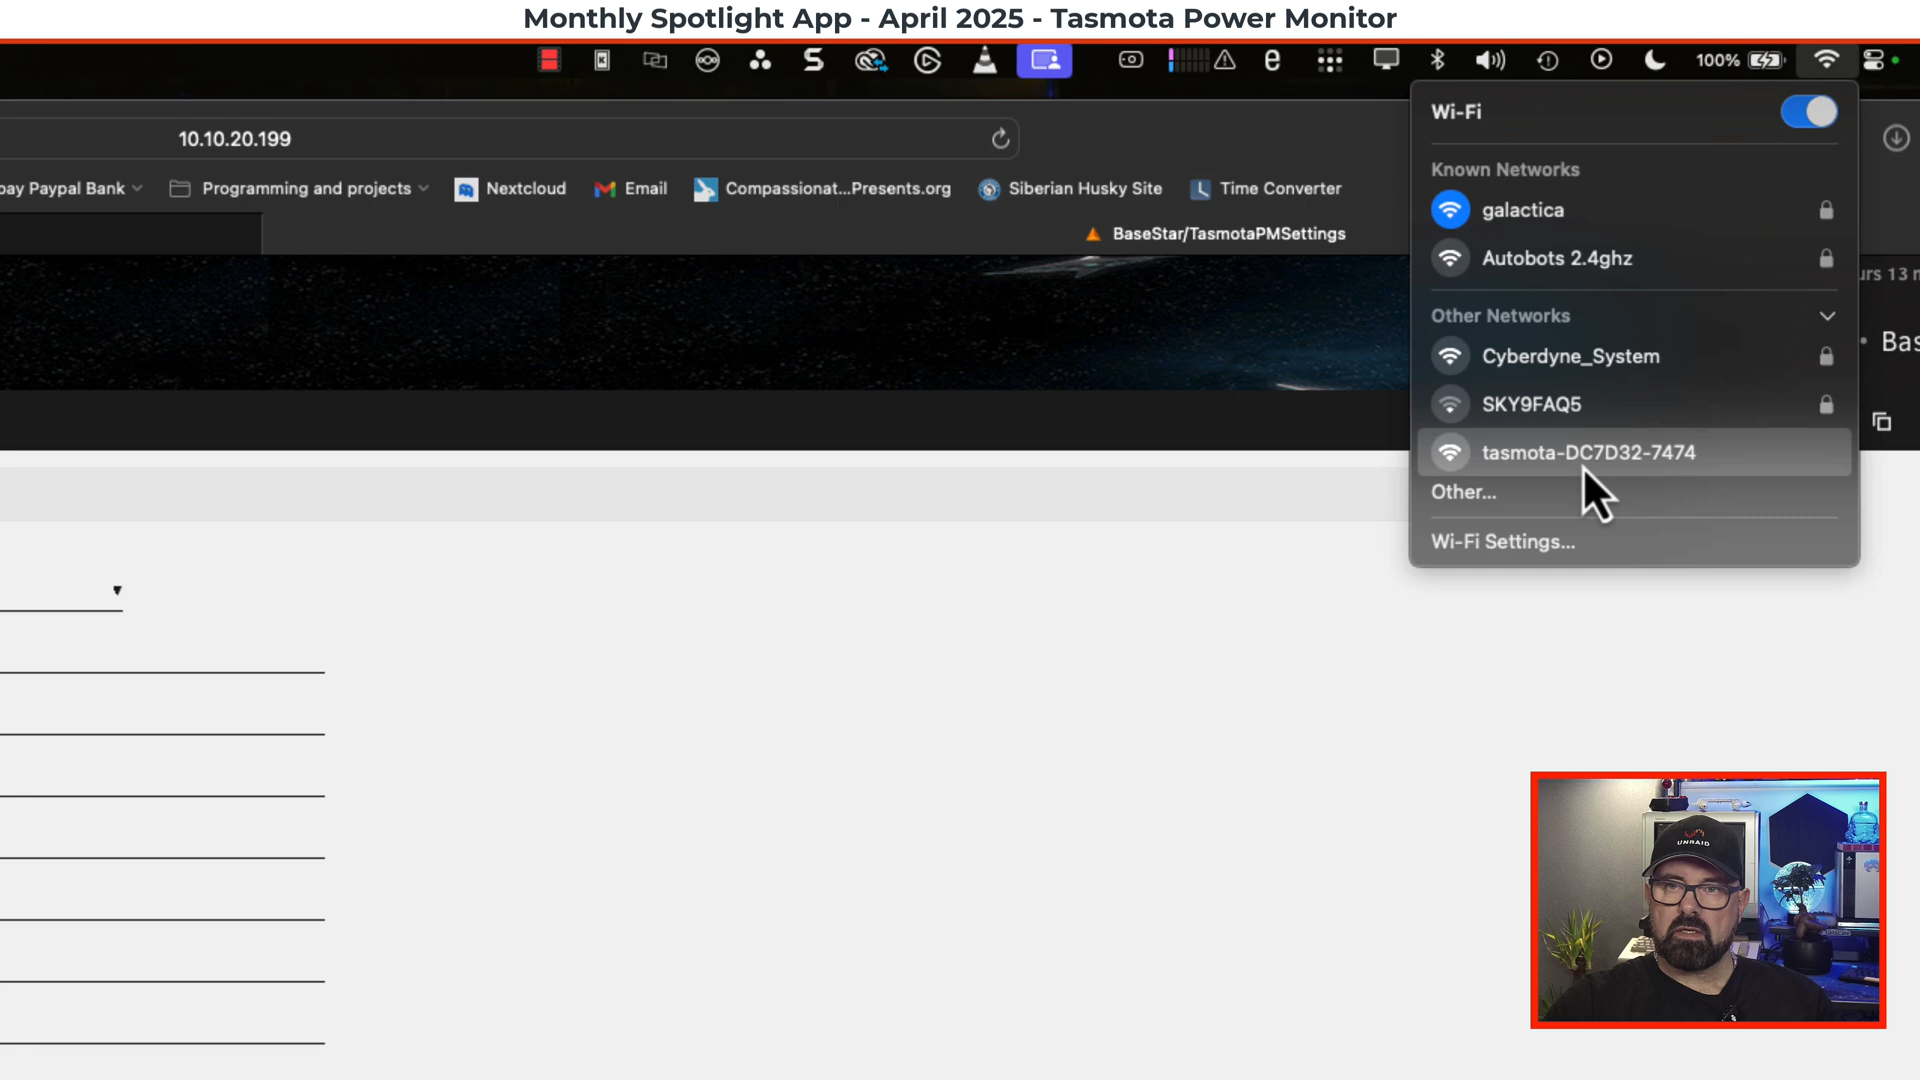 Monthly Spotlight App - April 2025 - Tasmota Power Monitor
100%
10.10.20.199
pay Paypal Bank
Programming and projects
Nextcloud
Email
Compassionat...Presents.org
Siberian Husky Site
Time Converter
BaseStar/TasmotaPMSettings
Wi-Fi
Known Networks
galactica
Autobots 2.4ghz
Other Networks
Cyberdyne_System
SKY9FAQ5
tasmota-DC7D32-7474
Other...
Wi-Fi Settings...
urs 13 m
Bas
UNRAID